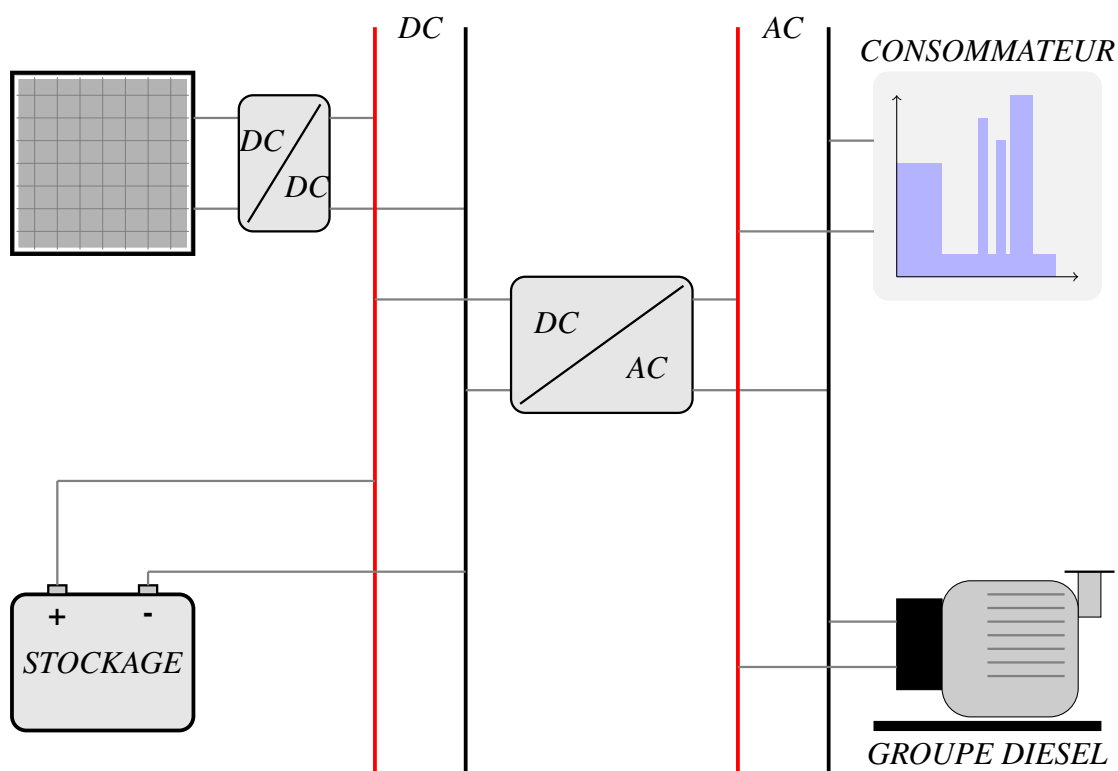 DC
AC
CONSOMMATEUR
DC
DC
DC
AC
+ -
STOCKAGE
GROUPE DIESEL